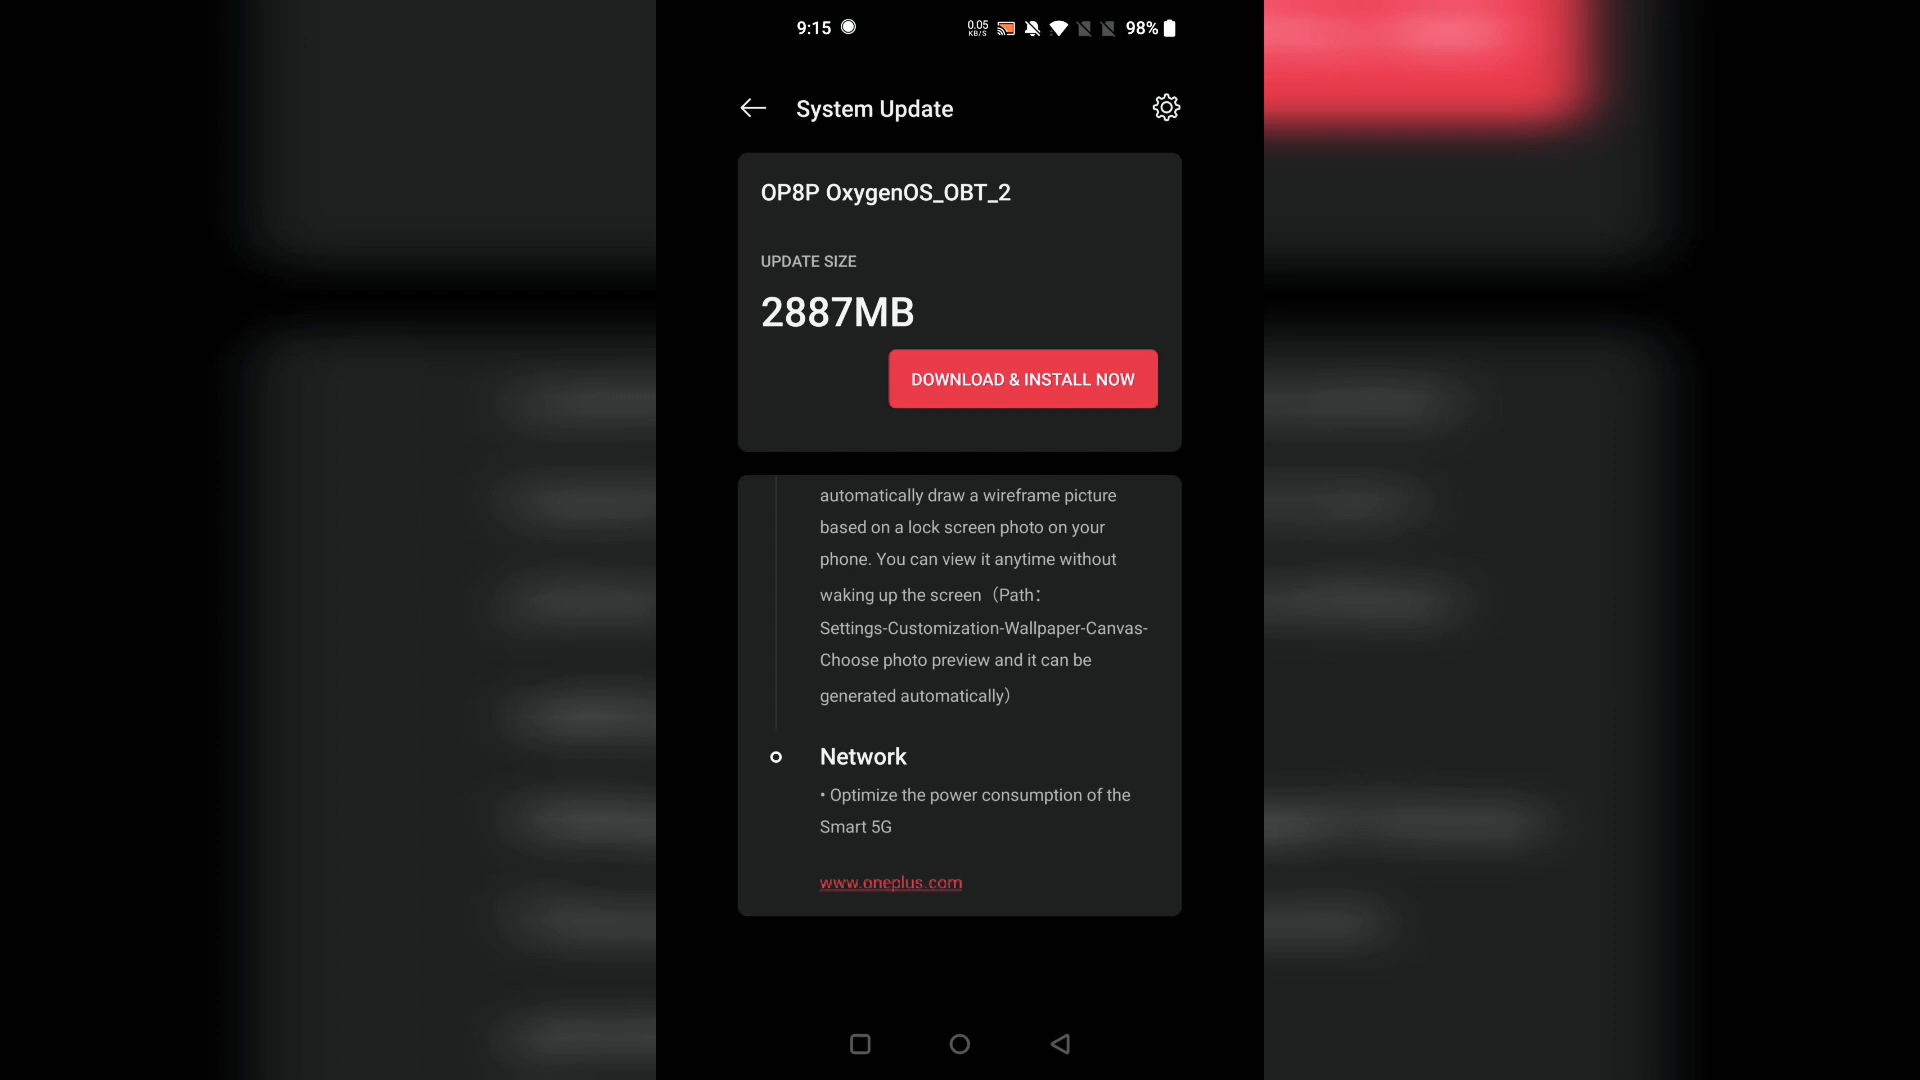 9:15
0.05
KB/S
98%
System Update
OP8P OxygenOS_OBT_2
UPDATE SIZE
2887MB
DOWNLOAD & INSTALL NOW
automatically draw a wireframe picture
based on a lock screen photo on your
phone. You can view it anytime without
waking up the screen（Path：
Settings-Customization-Wallpaper-Canvas-
Choose photo preview and it can be
generated automatically）
Network
• Optimize the power consumption of the
Smart 5G
www.oneplus.com